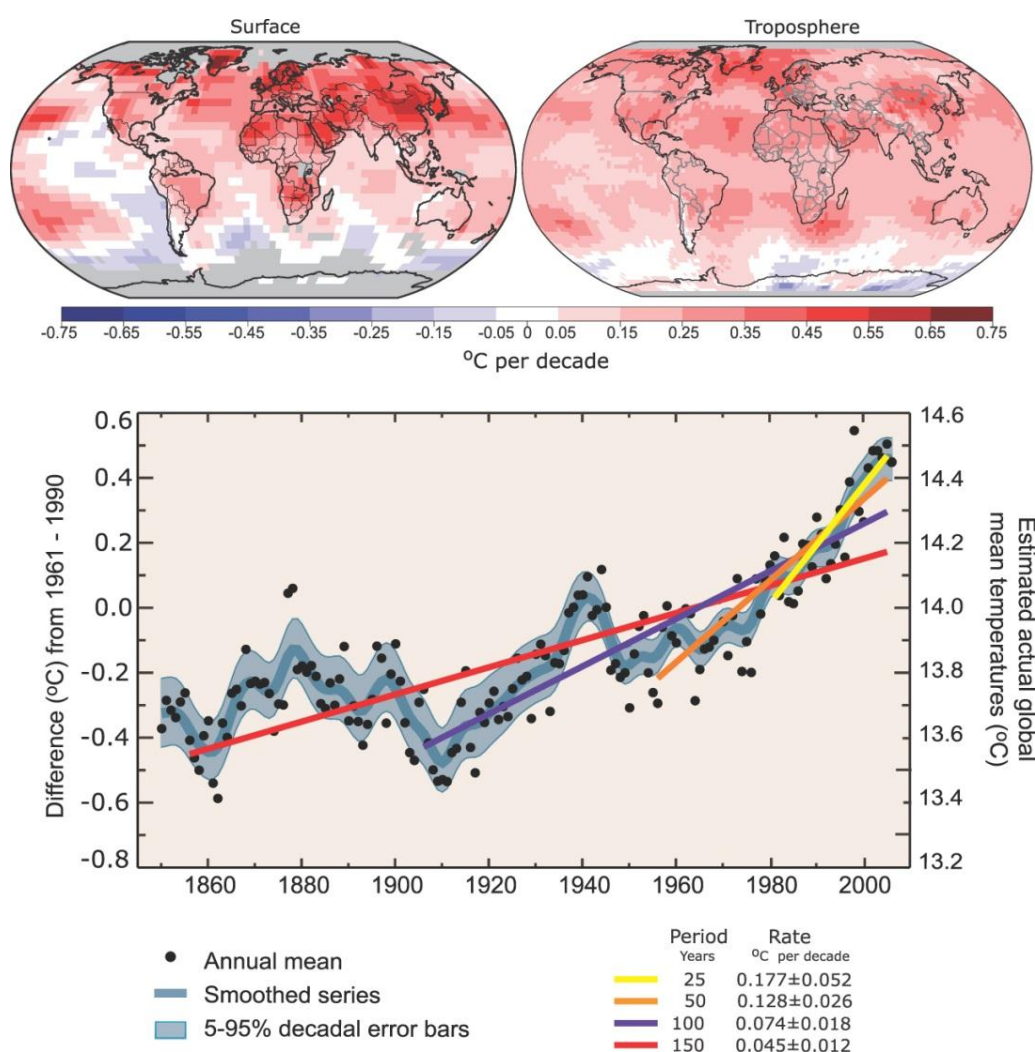 Surface
Troposphere
-0.75 -0.65 -0.55 -0.45 -0.35 -0.25 -0.15 -0.05 0 0.05 0.15 0.25 0.35 0.45 0.55 0.65 0.75
ºC per decade
Difference (ºC) from 1961 - 1990
0.6
0.4
0.2
0.0
-0.2
-0.4
-0.6
-0.8
14.6
14.4
14.2
14.0
13.8
13.6
13.4
13.2
Estimated actual global
mean temperatures
(ºC)
1860 1880 1900 1920 1940 1960 1980 2000
Annual mean
Smoothed series
5-95% decadal error bars
Period Rate
Years ºC per decade
25 0.177±0.052
50 0.128±0.026
100 0.074±0.018
150 0.045±0.012